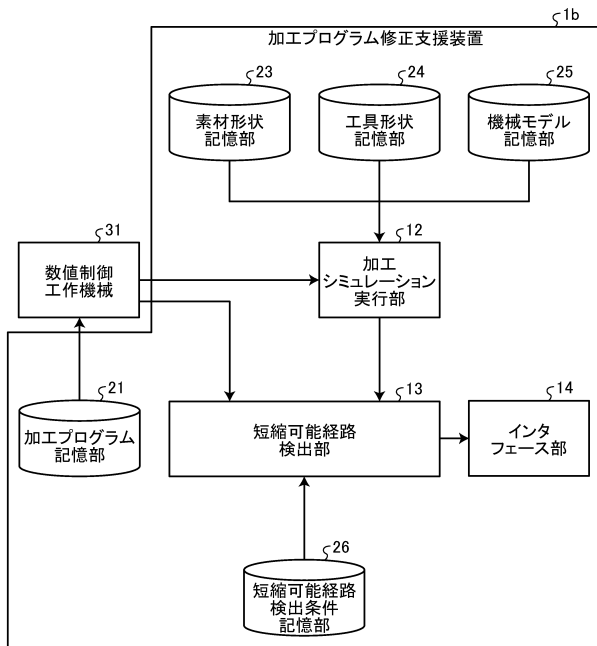 1b
加工プログラム修正支援装置
23
素材形状
記憶部
24
工具形状
記憶部
25
機械モデル
記憶部
31
数値制御
工作機械
12
加工
シミュレーション
実行部
21
加工プログラム
記憶部
13
短縮可能経路
検出部
14
インタ
フェース部
26
短縮可能経路
検出条件
記憶部